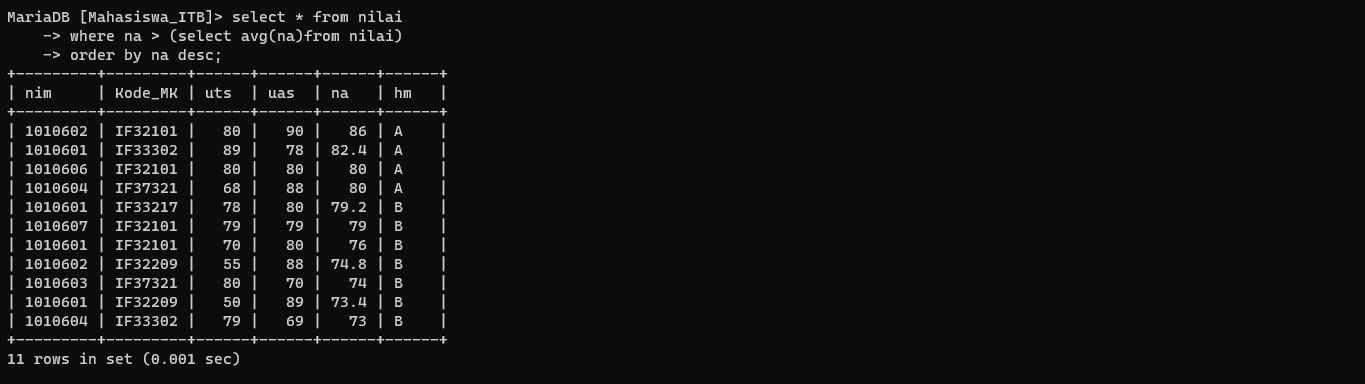 MariaDB [Mahasiswa_ITB]> select * from nilai
    -> where na > (select avg(na)from nilai)
    -> order by na desc;
+---------+---------+------+------+------+------+
| nim     | Kode_MK | uts  | uas  | na   | hm   |
+---------+---------+------+------+------+------+
| 1010602 | IF32101 |   80 |   90 |   86 | A    |
| 1010601 | IF33302 |   89 |   78 | 82.4 | A    |
| 1010606 | IF32101 |   80 |   80 |   80 | A    |
| 1010604 | IF37321 |   68 |   88 |   80 | A    |
| 1010601 | IF33217 |   78 |   80 | 79.2 | B    |
| 1010607 | IF32101 |   79 |   79 |   79 | B    |
| 1010601 | IF32101 |   70 |   80 |   76 | B    |
| 1010602 | IF32209 |   55 |   88 | 74.8 | B    |
| 1010603 | IF37321 |   80 |   70 |   74 | B    |
| 1010601 | IF32209 |   50 |   89 | 73.4 | B    |
| 1010604 | IF33302 |   79 |   69 |   73 | B    |
+---------+---------+------+------+------+------+
11 rows in set (0.001 sec)